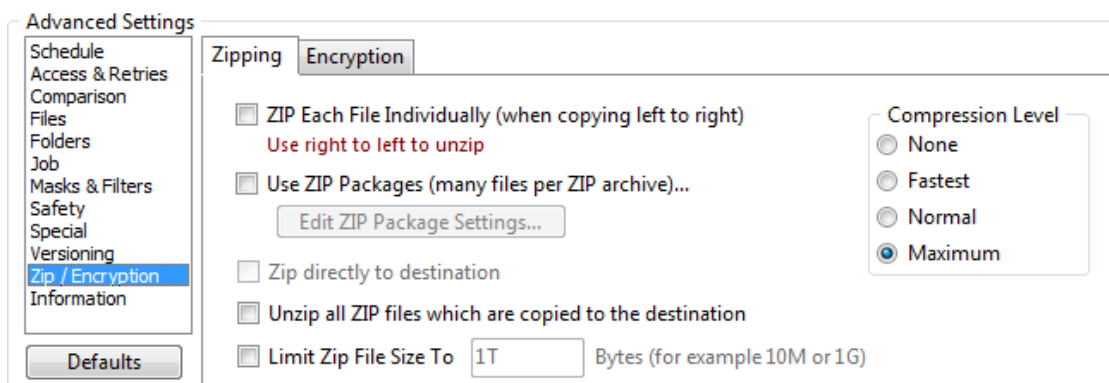 Advanced Settings
Schedule
Access & Retries
Comparison
Files
Folders
Job
Masks & Filters
Safety
Special
Versioning
Zip / Encryption
Information
Defaults
Zipping Encryption
ZIP Each File Individually (when copying left to right)
Use right to left to unzip
Use ZIP Packages (many files per ZIP archive)...
Edit ZIP Package Settings...
Zip directly to destination
Unzip all ZIP files which are copied to the destination
Limit Zip File Size To 1T Bytes (for example 10M or 1G)
Compression Level
None
Fastest
Normal
Maximum